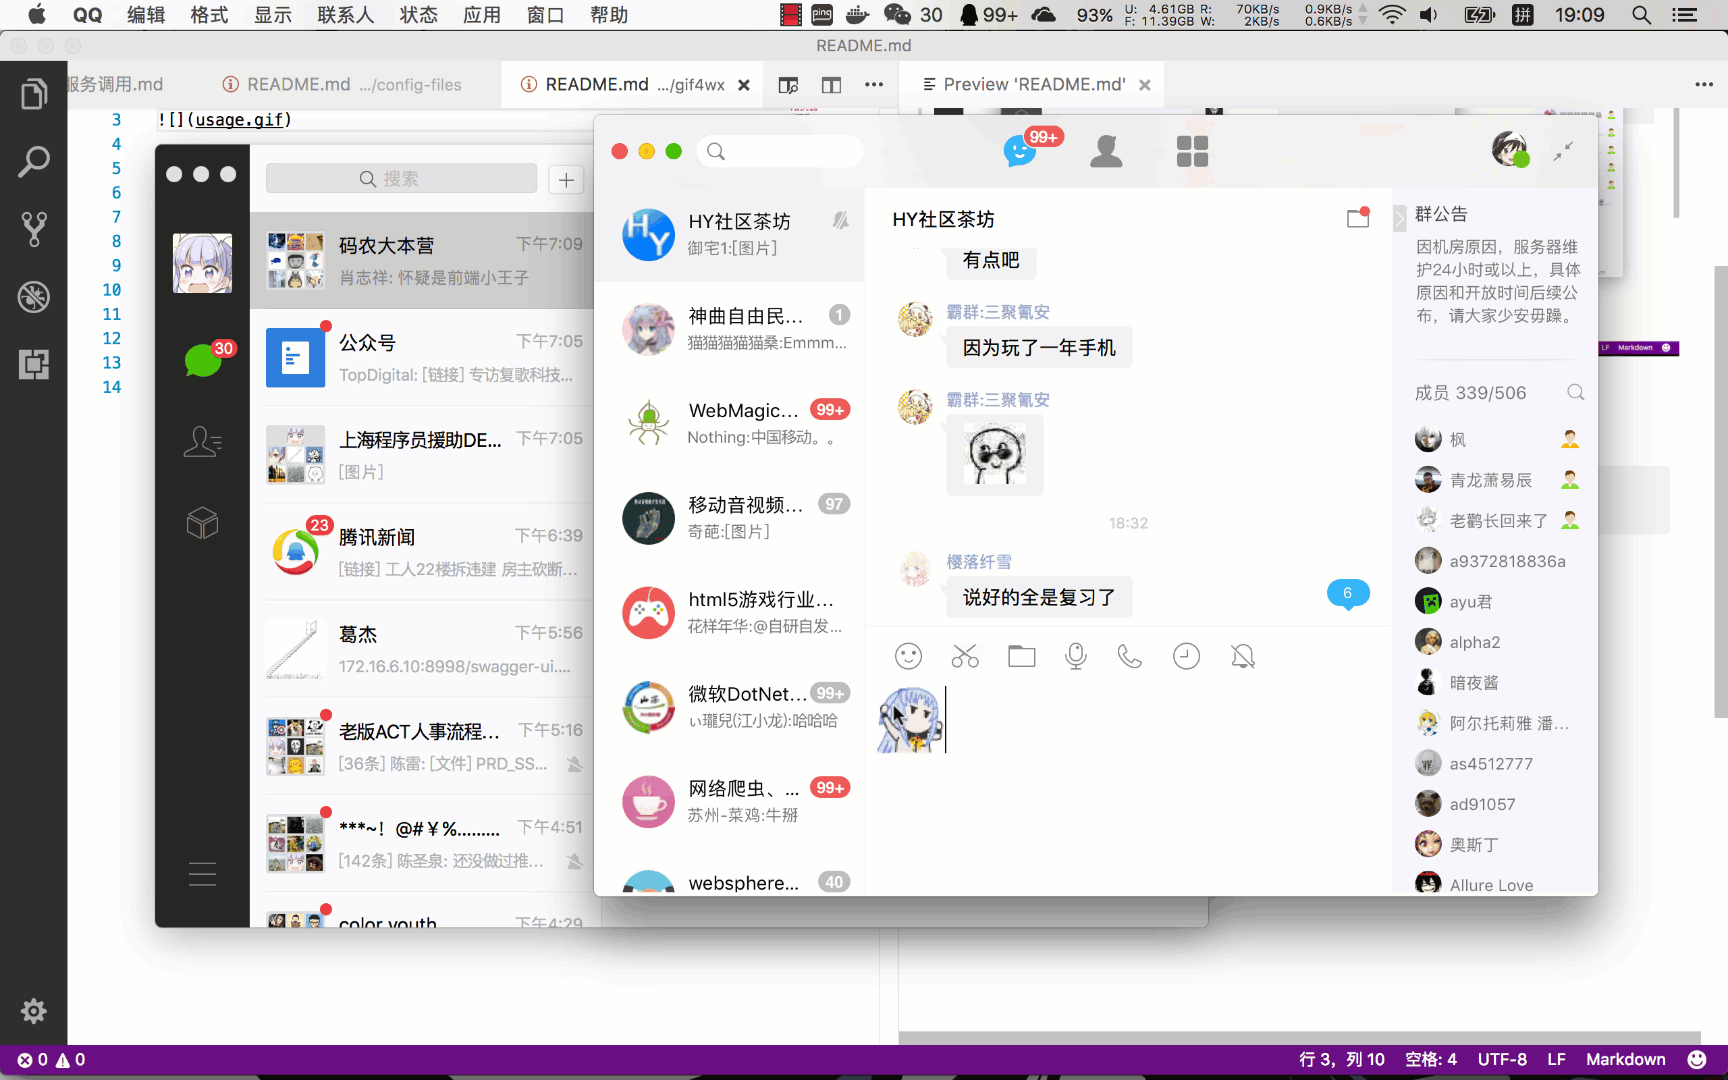 QQ 编辑 格式 显示 联系人 状态 应用 窗口 帮助
ping 30 99+ 93% U: 4.61GB R: 70KB/s 0.9KB/s 拼 19:09
F: 11.39GB W: 2KB/s 0.6KB/s
README.md
服务调用.md
README.md .../config-files
README.md .../gif4wx
Preview 'README.md'
3 ![](usage.gif)
4
5
6
7
8
9
10
11
12
13
14
搜索
30
码农大本营 下午7:09
肖志祥: 怀疑是前端小王子
公众号 下午7:05
TopDigital: [链接] 专访复歌科技...
上海程序员援助DE... 下午7:05
[图片]
23
腾讯新闻 下午6:39
[链接] 工人22楼拆违建 房主砍断...
葛杰 下午5:56
172.16.6.10:8998/swagger-ui....
老版ACT人事流程... 下午5:16
[36条] 陈雷: [文件] PRD_SS...
***~！@#￥%......... 下午4:51
[142条] 陈圣泉: 还没做过推...
color youth 下午4:29
99+
HY
HY社区茶坊
御宅1:[图片]
神曲自由民... 1
猫猫猫猫猫桑:Emmm...
WebMagic... 99+
Nothing:中国移动。。
移动音视频... 97
奇葩:[图片]
html5游戏行业...
花样年华:@自研自发...
微软DotNet... 99+
ぃ瓏兒(江小龙):哈哈哈
网络爬虫、... 99+
苏州-菜鸡:牛掰
websphere... 40
HY社区茶坊
有点吧
霸群:三聚氰安
因为玩了一年手机
霸群:三聚氰安
18:32
樱落纤雪
说好的全是复习了
6
群公告
因机房原因，服务器维
护24小时或以上，具体
原因和开放时间后续公
布，请大家少安毋躁。
成员 339/506
枫
青龙萧易辰
老鹳长回来了
a9372818836a
ayu君
alpha2
暗夜酱
阿尔托莉雅 潘...
as4512777
ad91057
奥斯丁
Allure Love
LF Markdown
0 0
行 3，列 10 空格: 4 UTF-8 LF Markdown